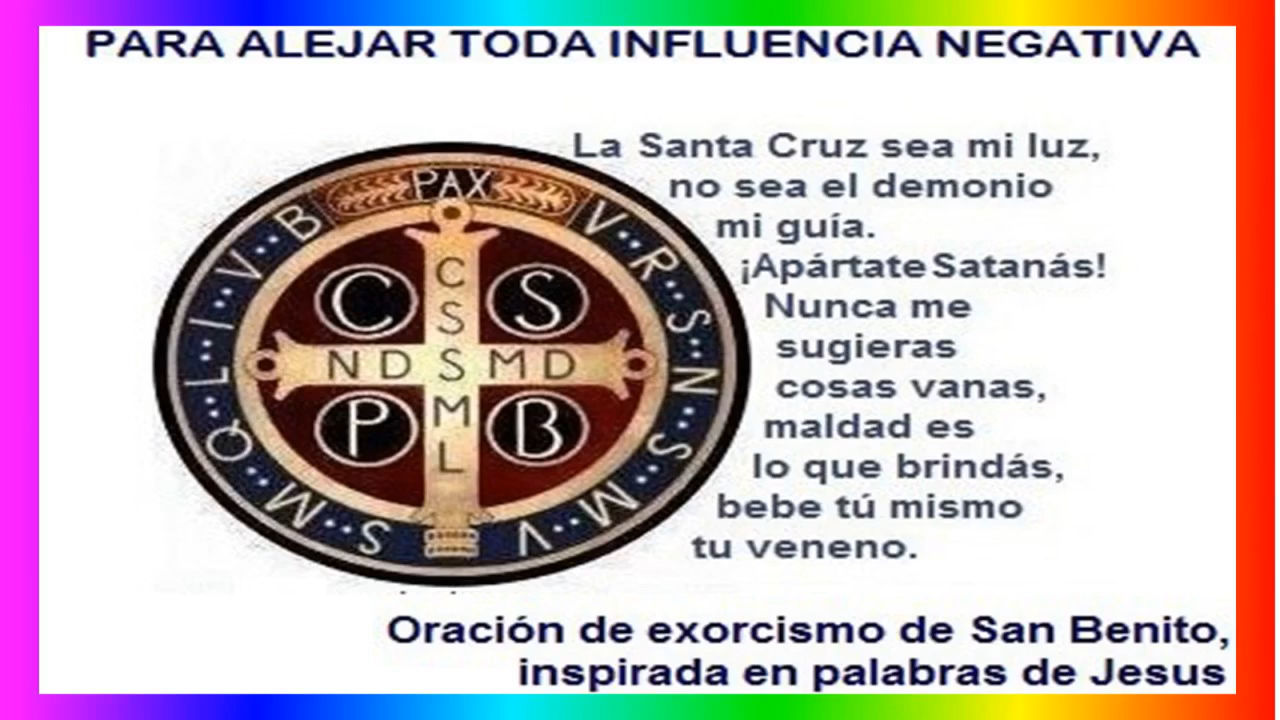 PARA ALEJAR TODA INFLUENCIA NEGATIVA
La Santa Cruz sea mi luz,
no sea el demonio
mi guía.
¡Apártate Satanás!
Nunca me
sugieras
cosas vanas,
maldad es
lo que brindás,
bebe tú mismo
tu veneno.
PAX
V R S N S M V
S M Q L I V B
C S
C S S M L
N D S M D
P B
Oración de exorcismo de San Benito,
inspirada en palabras de Jesus